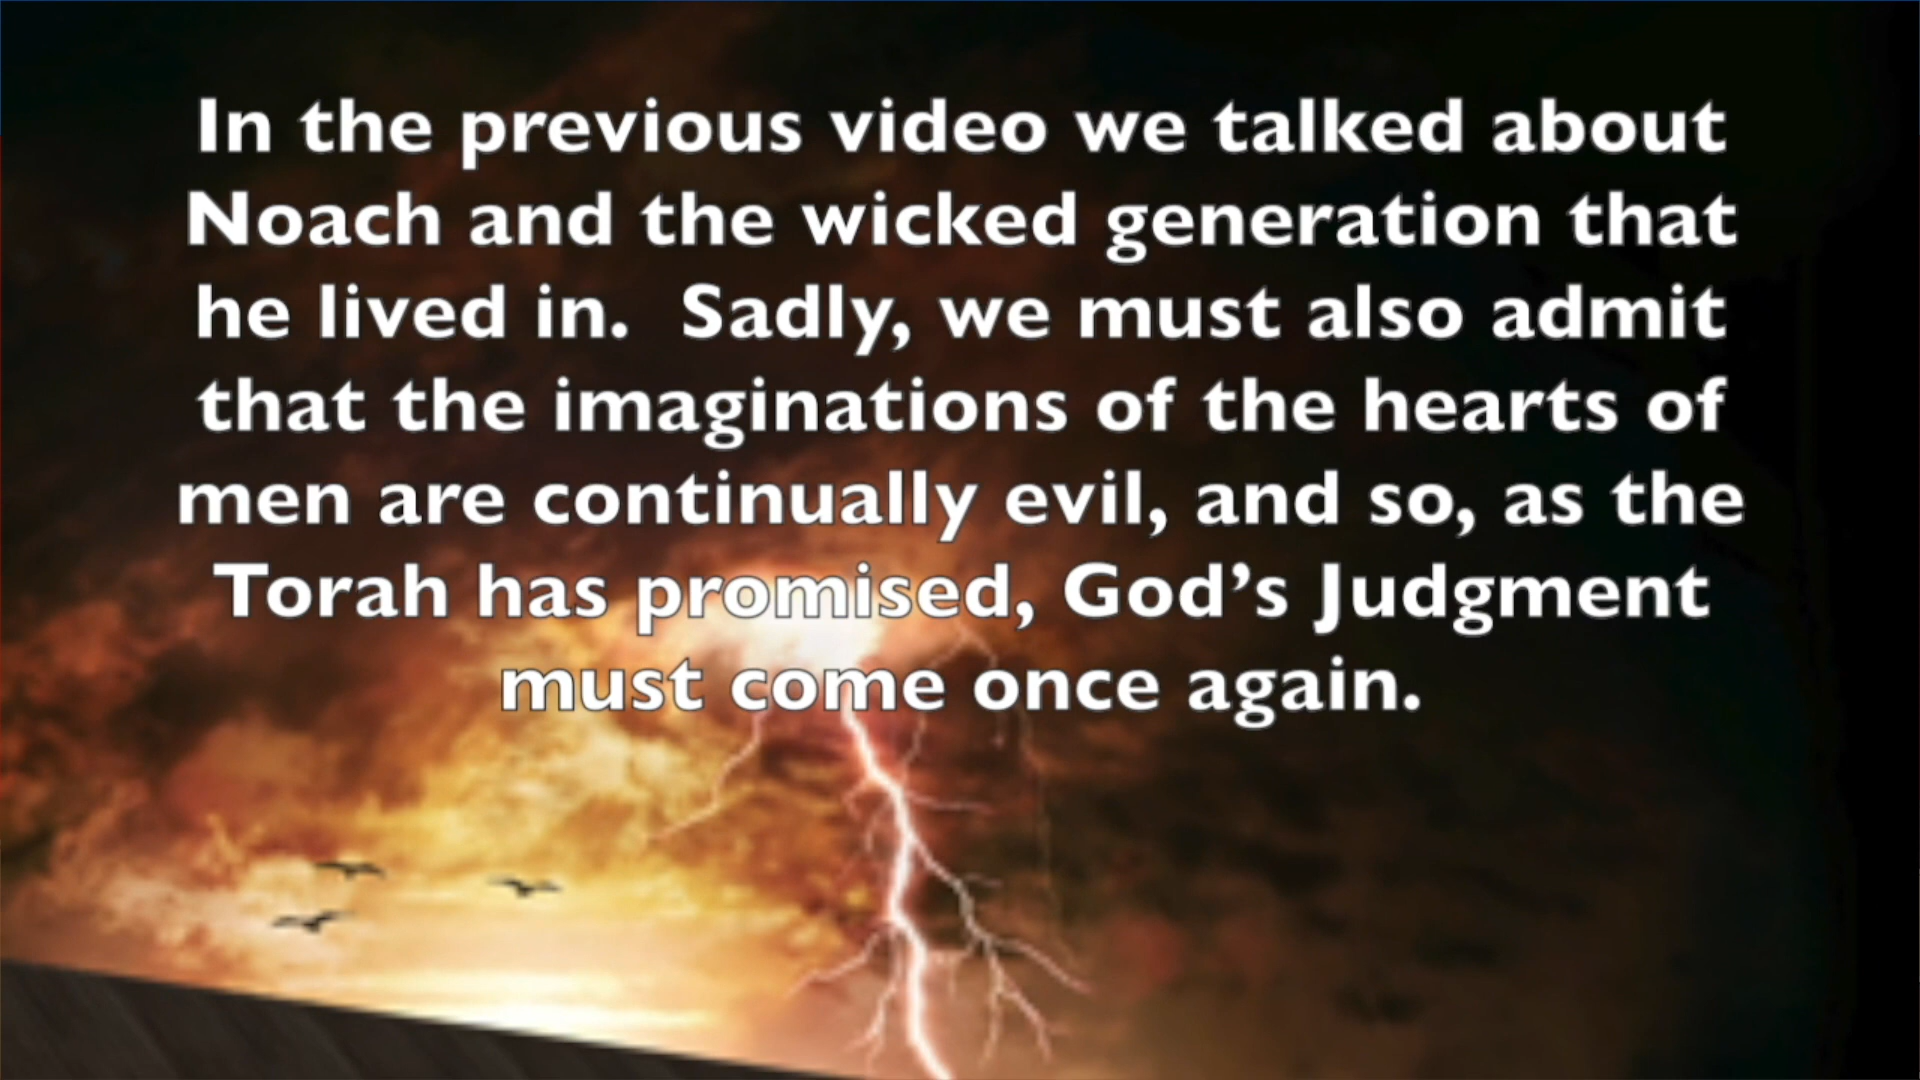 In the previous video we talked about
Noach and the wicked generation that
he lived in.  Sadly, we must also admit
that the imaginations of the hearts of
men are continually evil, and so, as the
Torah has promised, God’s Judgment
must come once again.